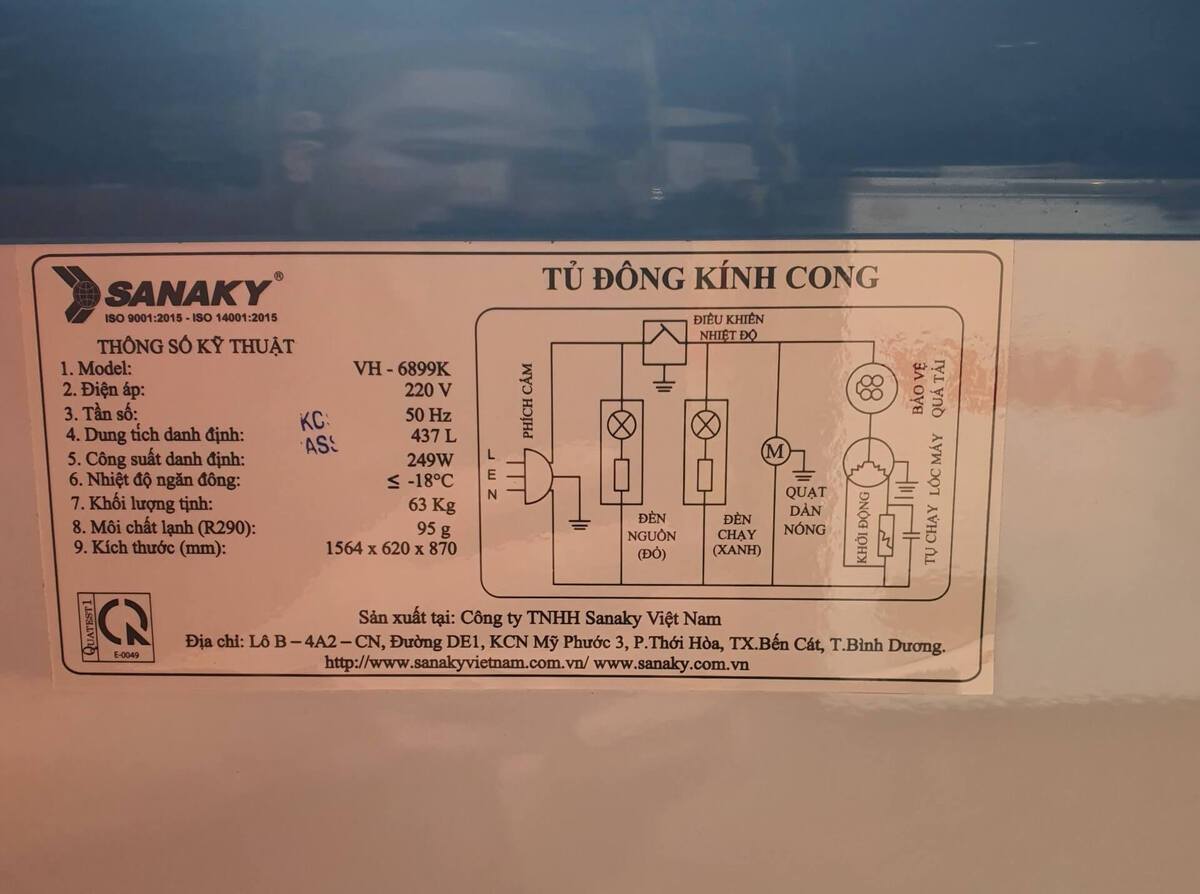 SANAKY®
ISO 9001:2015 - ISO 14001:2015
TỦ ĐÔNG KÍNH CONG
THÔNG SỐ KỸ THUẬT
1. Model: VH - 6899K
2. Điện áp: 220 V
3. Tần số: 50 Hz
4. Dung tích danh định: 437 L
5. Công suất danh định: 249W
6. Nhiệt độ ngăn đông: ≤ -18°C
7. Khối lượng tịnh: 63 Kg
8. Môi chất lạnh (R290): 95 g
9. Kích thước (mm): 1564 x 620 x 870
ĐIỀU KHIỂN
NHIỆT ĐỘ
PHÍCH CẮM
L
E
N
ĐÈN
NGUỒN
(ĐỎ)
ĐÈN
CHẠY
(XANH)
M
QUẠT
DÀN
NÓNG
BẢO VỆ
QUÁ TẢI
LỐC MÁY
KHỞI ĐỘNG
TỤ CHẠY
QUATEST 1
E-0049
Sản xuất tại: Công ty TNHH Sanaky Việt Nam
Địa chỉ: Lô B – 4A2 – CN, Đường DE1, KCN Mỹ Phước 3, P.Thới Hòa, TX.Bến Cát, T.Bình Dương.
http://www.sanakyvietnam.com.vn/ www.sanaky.com.vn